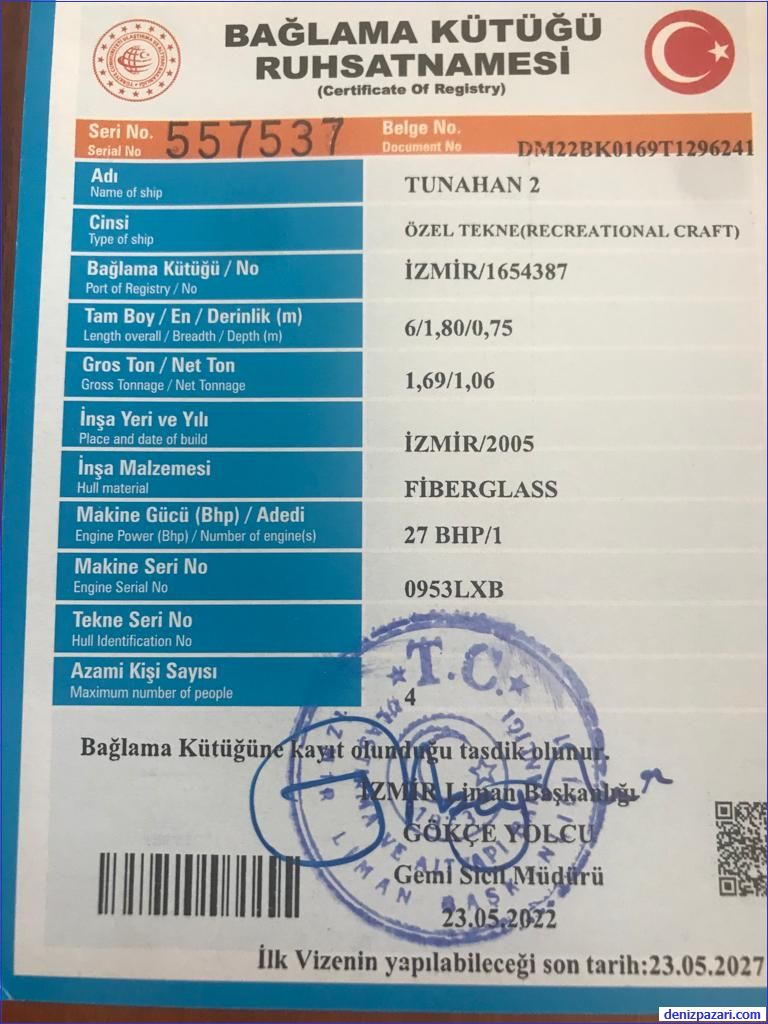 BAĞLAMA KÜTÜĞÜ
RUHSATNAMESİ
(Certificate Of Registry)
Seri No. 557537 Belge No.
Serial No Document No DM22BK0169T1296241
Adı
Name of ship
TUNAHAN 2
Cinsi
Type of ship
ÖZEL TEKNE(RECREATIONAL CRAFT)
Bağlama Kütüğü / No
Port of Registry / No
İZMİR/1654387
Tam Boy / En / Derinlik (m)
Length overall / Breadth / Depth (m)
6/1,80/0,75
Gros Ton / Net Ton
Gross Tonnage / Net Tonnage
1,69/1,06
İnşa Yeri ve Yılı
Place and date of build
İZMİR/2005
İnşa Malzemesi
Hull material
FİBERGLASS
Makine Gücü (Bhp) / Adedi
Engine Power (Bhp) / Number of engine(s)
27 BHP/1
Makine Seri No
Engine Serial No
0953LXB
Tekne Seri No
Hull Identification No
Azami Kişi Sayısı
Maximum number of people
4
T.C.
Bağlama Kütüğüne kayıt olunduğu tasdik olunur.
İZMİR Liman Başkanlığı
GÖKÇE YOLCU
Gemi Sicil Müdürü
23.05.2022
İlk Vizenin yapılabileceği son tarih:23.05.2027
denizpazari.com